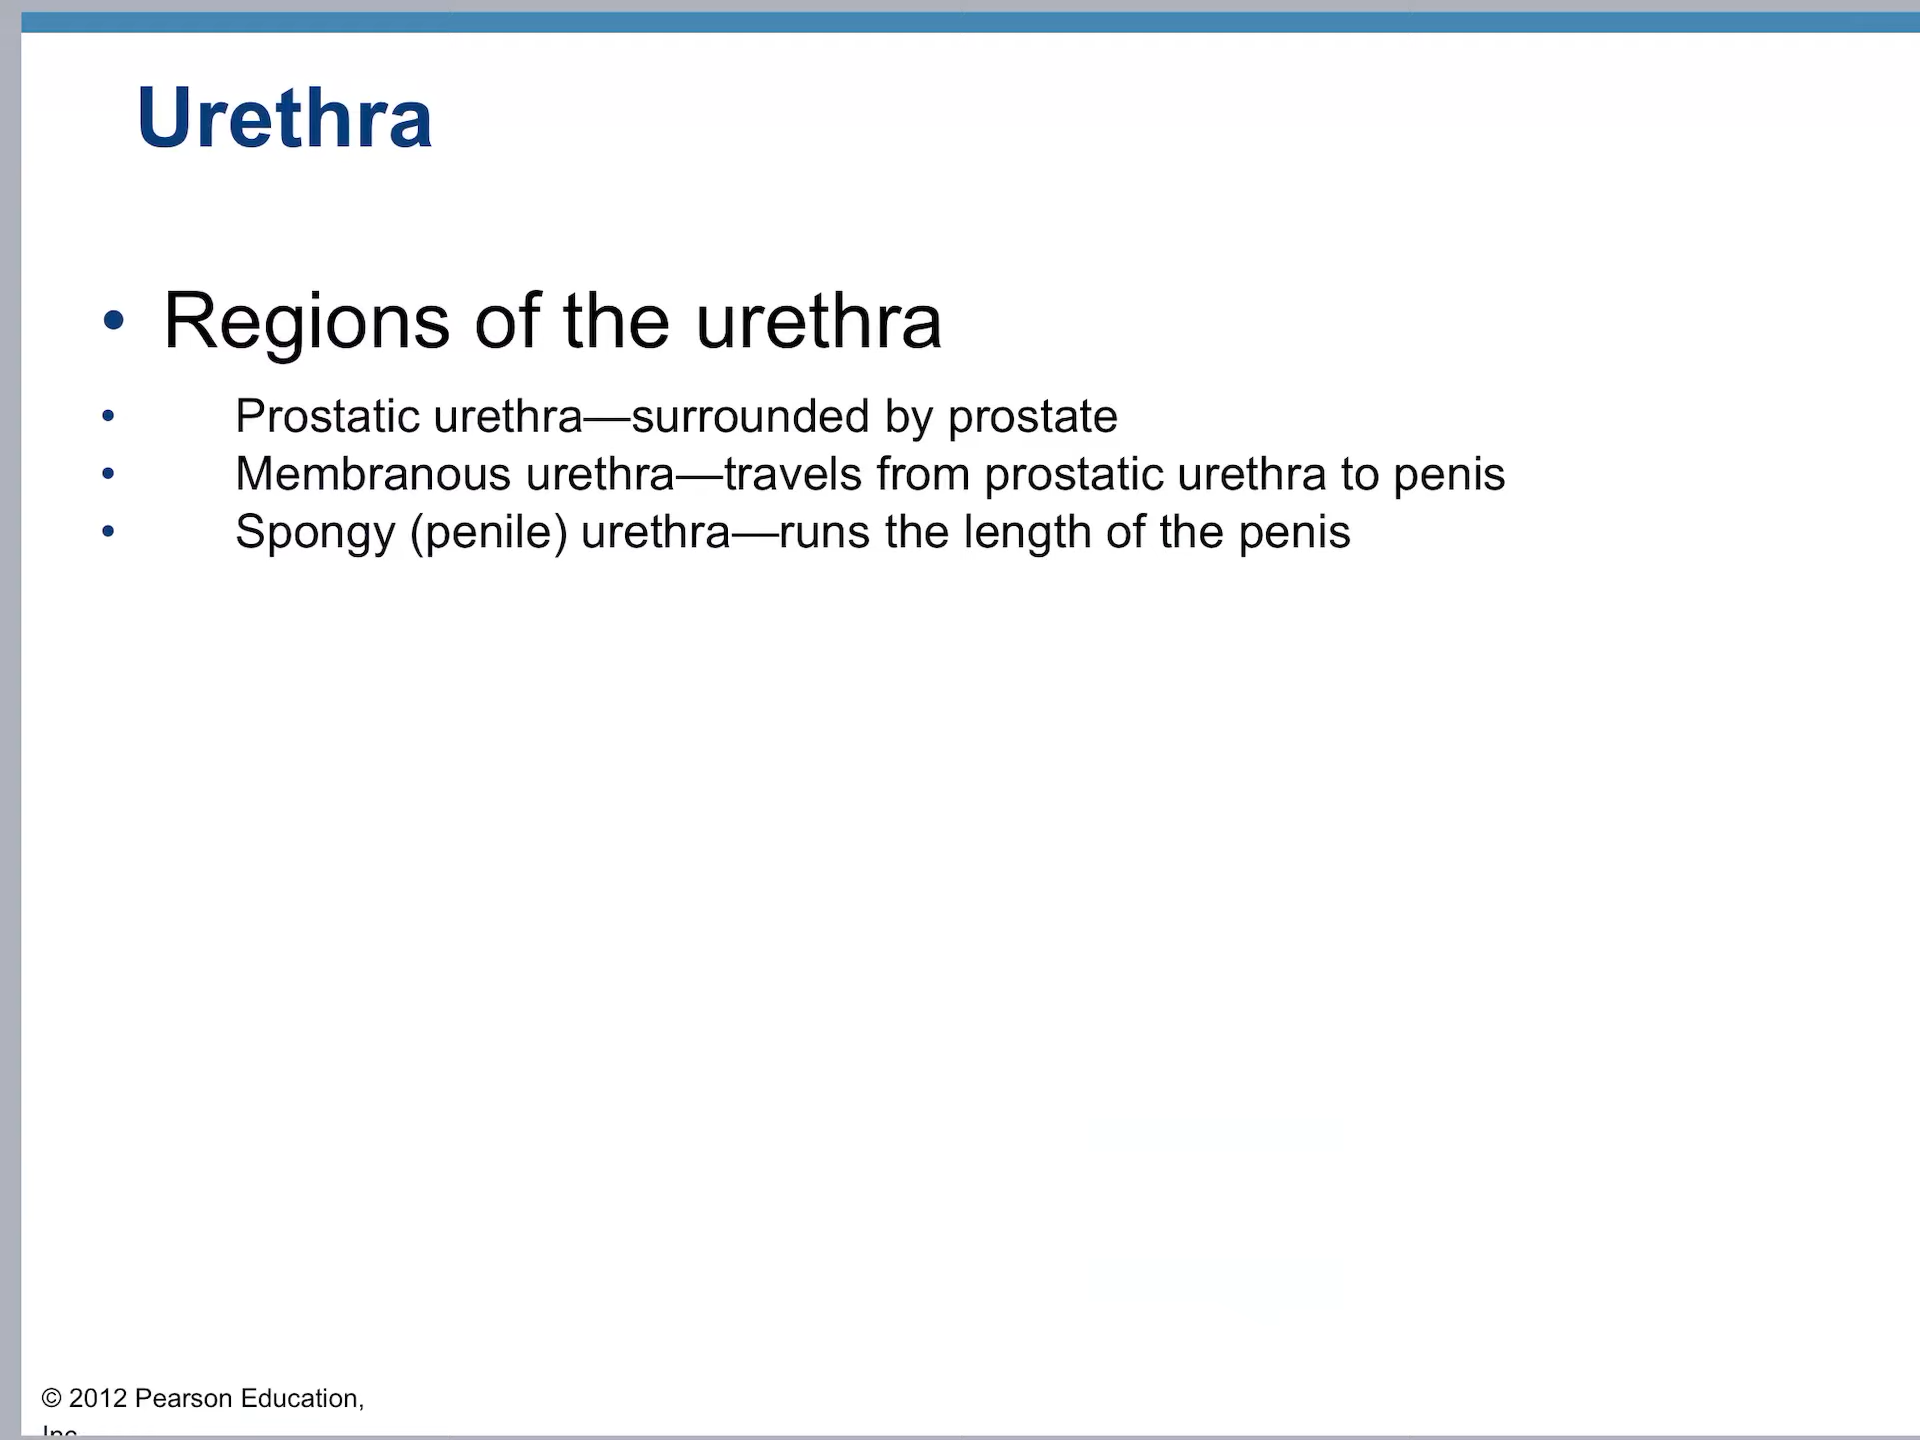 Urethra
• Regions of the urethra
• Prostatic urethra—surrounded by prostate
• Membranous urethra—travels from prostatic urethra to penis
• Spongy (penile) urethra—runs the length of the penis
© 2012 Pearson Education,
Inc